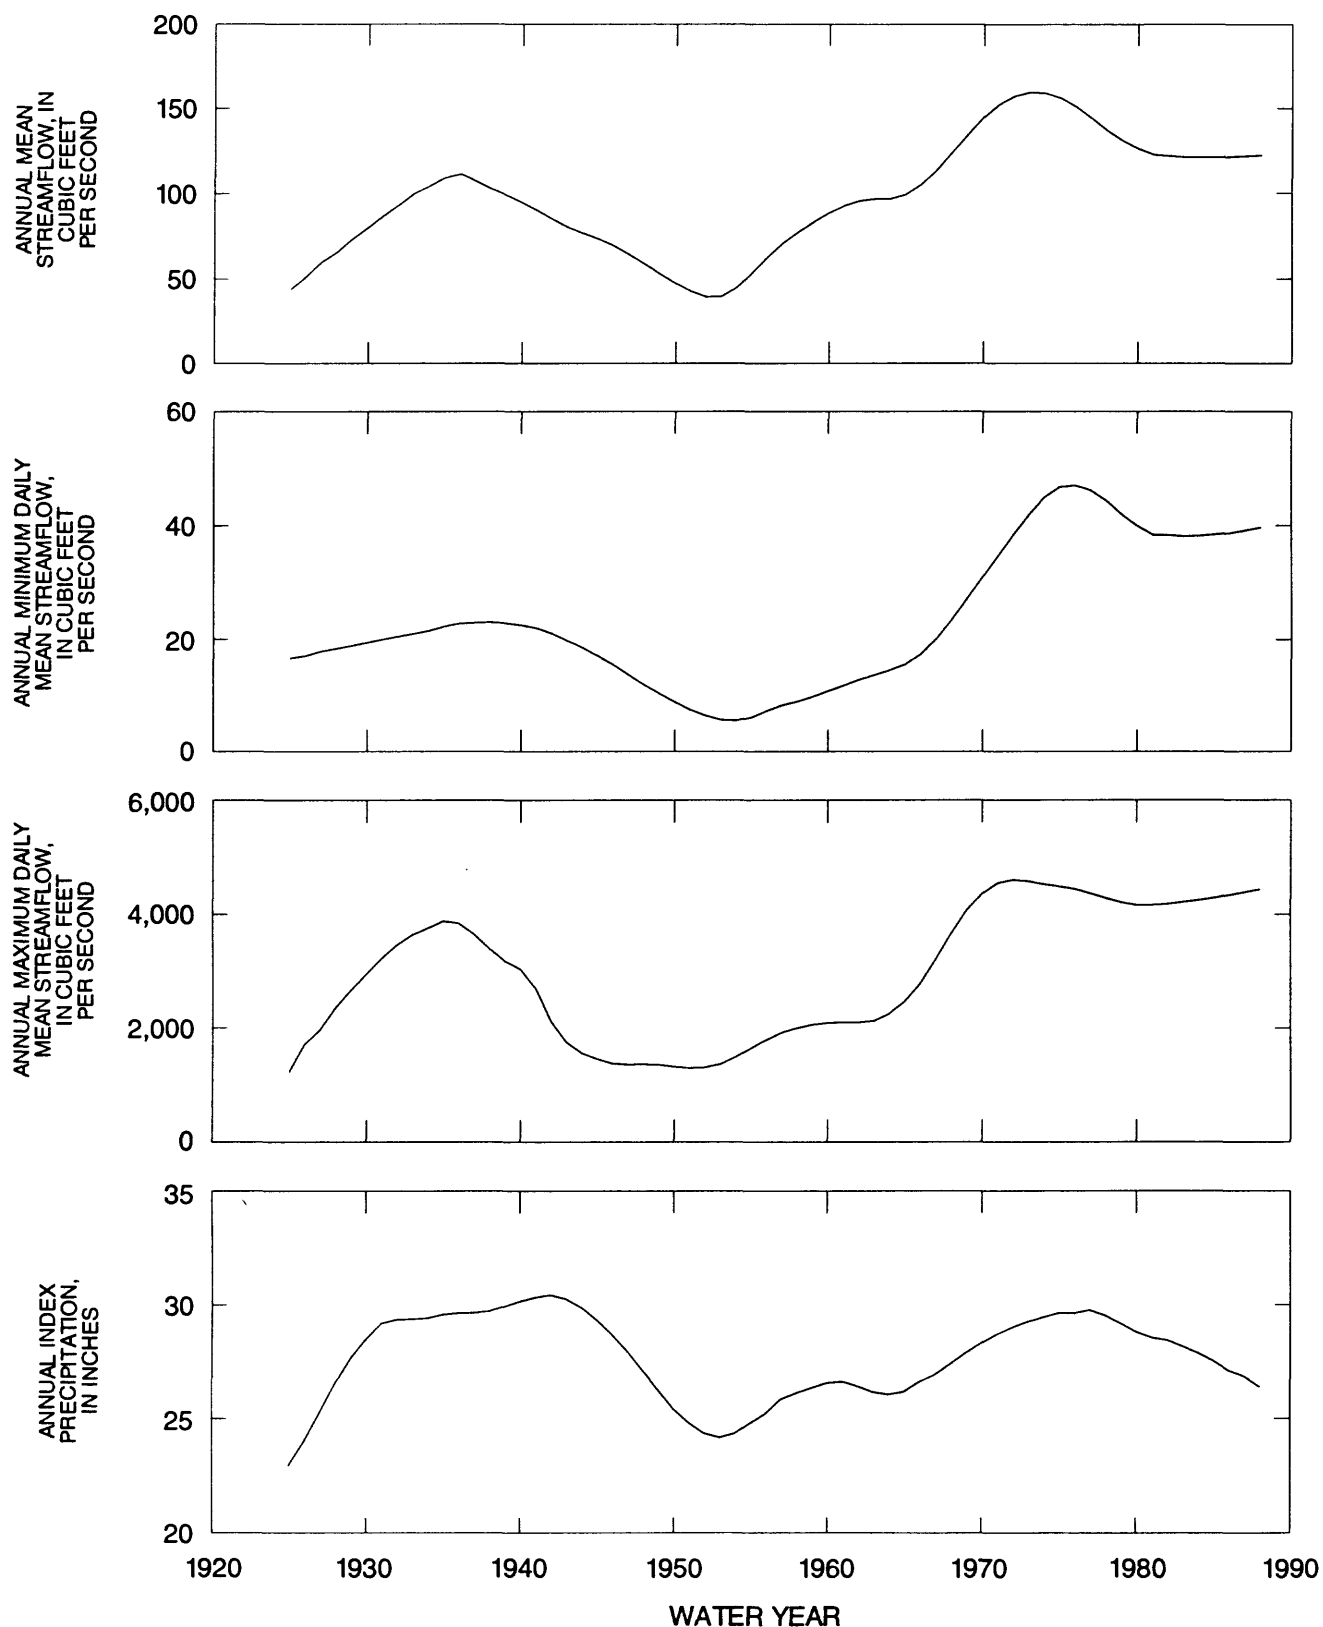 200
150
100
50
0
ANNUAL MEAN
STREAMFLOW, IN
CUBIC FEET
PER SECOND
60
40
20
0
ANNUAL MINIMUM DAILY
MEAN STREAMFLOW,
IN CUBIC FEET
PER SECOND
6,000
4,000
2,000
0
ANNUAL MAXIMUM DAILY
MEAN STREAMFLOW,
IN CUBIC FEET
PER SECOND
35
30
25
20
ANNUAL INDEX
PRECIPITATION,
IN INCHES
1920 1930 1940 1950 1960 1970 1980 1990
WATER YEAR